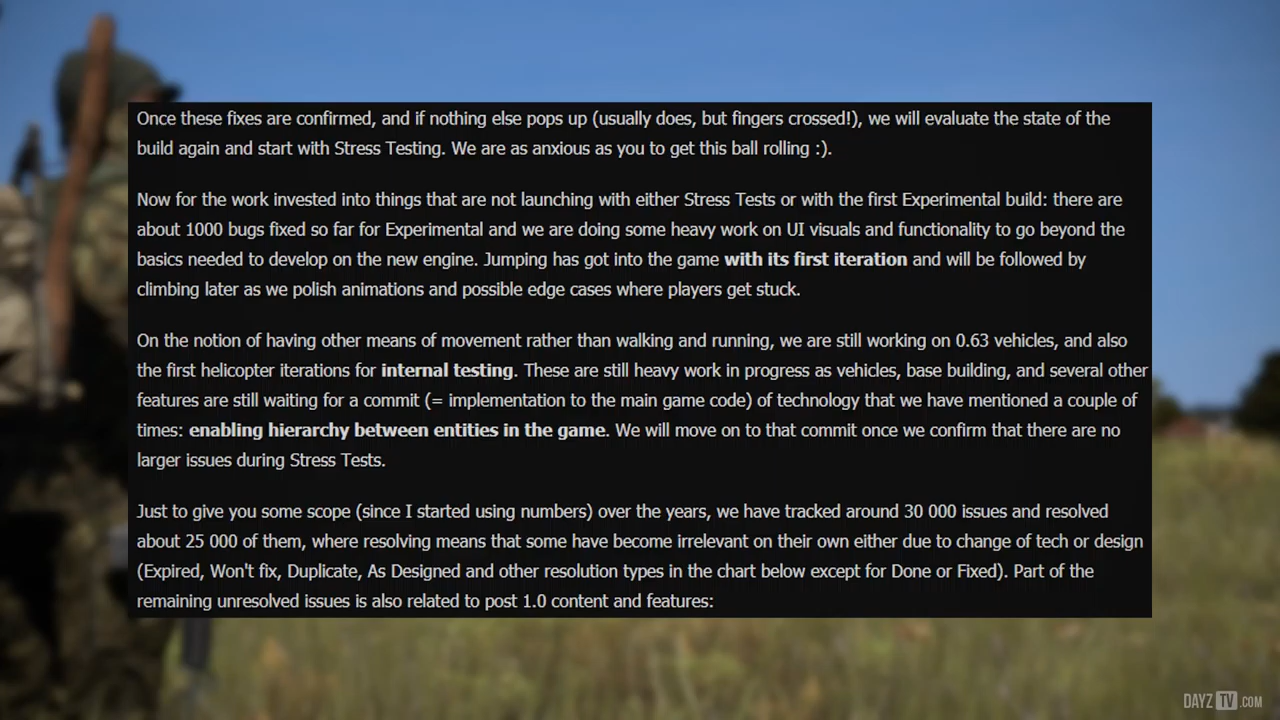 Once these fixes are confirmed, and if nothing else pops up (usually does, but fingers crossed!), we will evaluate the state of the
build again and start with Stress Testing. We are as anxious as you to get this ball rolling :).
Now for the work invested into things that are not launching with either Stress Tests or with the first Experimental build: there are
about 1000 bugs fixed so far for Experimental and we are doing some heavy work on UI visuals and functionality to go beyond the
basics needed to develop on the new engine. Jumping has got into the game with its first iteration and will be followed by
climbing later as we polish animations and possible edge cases where players get stuck.
On the notion of having other means of movement rather than walking and running, we are still working on 0.63 vehicles, and also
the first helicopter iterations for internal testing. These are still heavy work in progress as vehicles, base building, and several other
features are still waiting for a commit (= implementation to the main game code) of technology that we have mentioned a couple of
times: enabling hierarchy between entities in the game. We will move on to that commit once we confirm that there are no
larger issues during Stress Tests.
Just to give you some scope (since I started using numbers) over the years, we have tracked around 30 000 issues and resolved
about 25 000 of them, where resolving means that some have become irrelevant on their own either due to change of tech or design
(Expired, Won't fix, Duplicate, As Designed and other resolution types in the chart below except for Done or Fixed). Part of the
remaining unresolved issues is also related to post 1.0 content and features:
DAYZ TV .COM